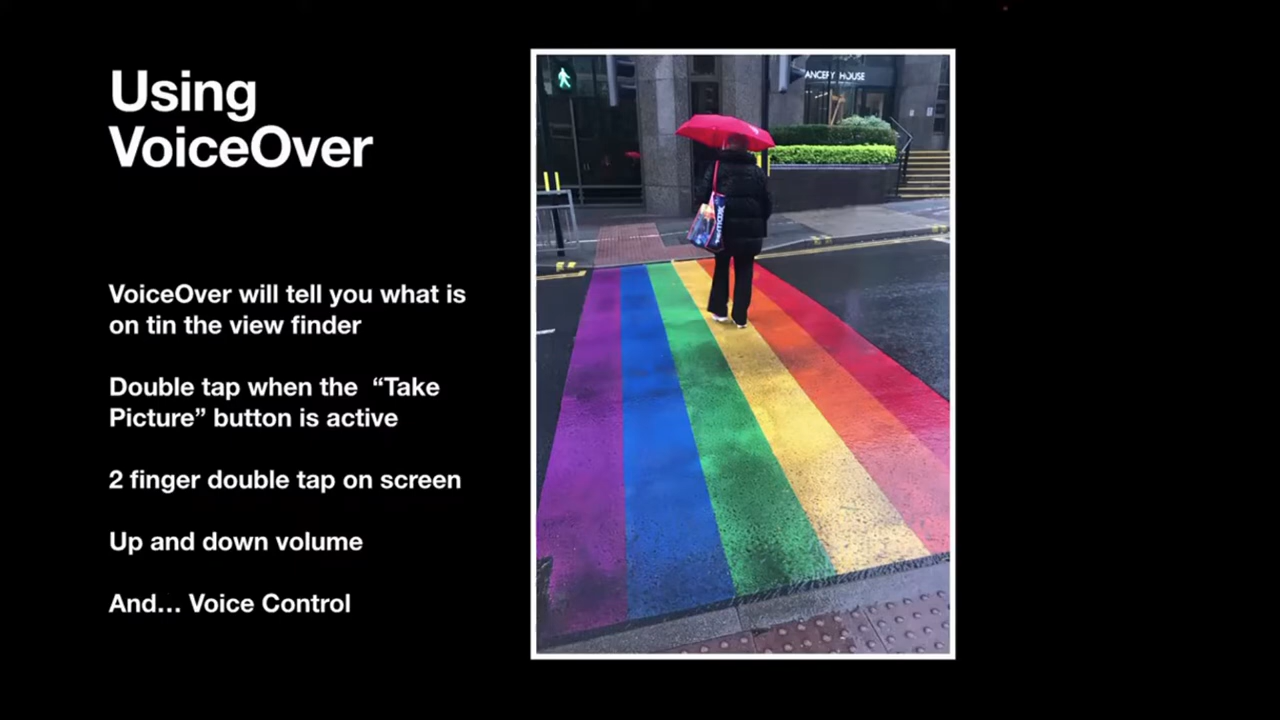 Using
VoiceOver
VoiceOver will tell you what is
on tin the view finder
Double tap when the “Take
Picture” button is active
2 finger double tap on screen
Up and down volume
And… Voice Control
ANCERY HOUSE